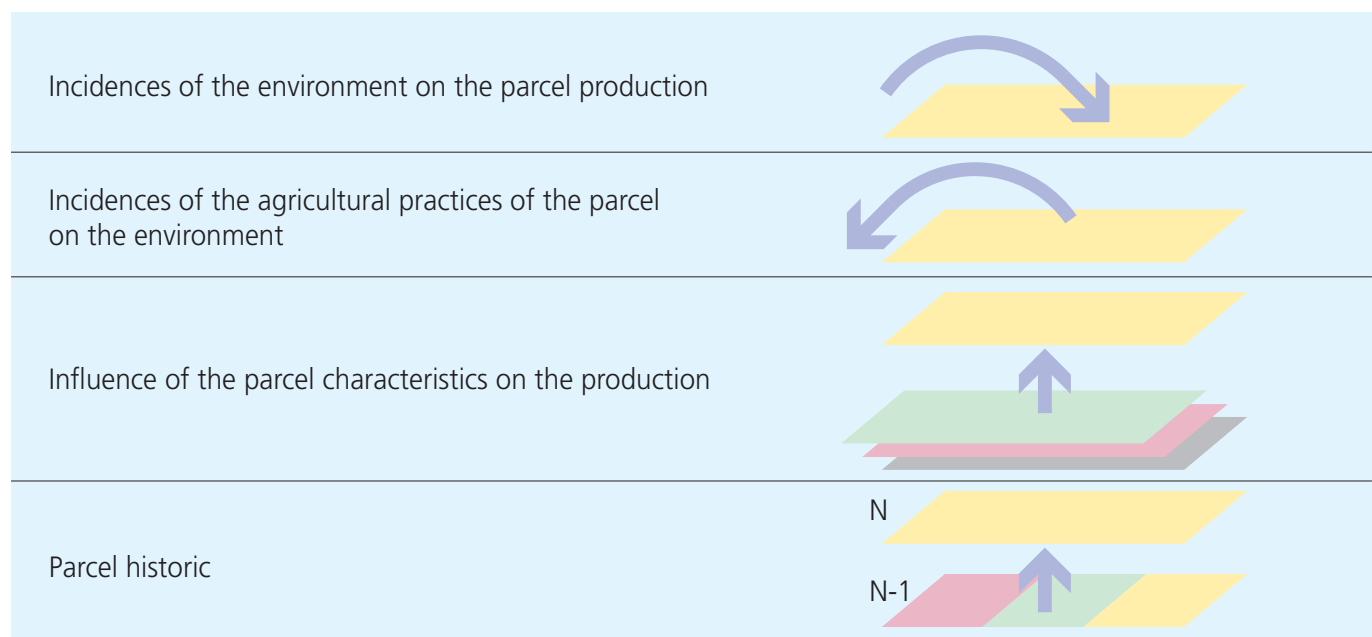 Incidences of the environment on the parcel production
Incidences of the agricultural practices of the parcel
on the environment
Influence of the parcel characteristics on the production
N
Parcel historic
N-1